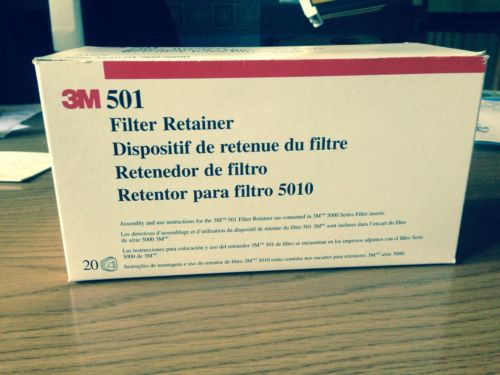 3M 501
Filter Retainer
Dispositif de retenue du filtre
Retenedor de filtro
Retentor para filtro 5010
Assembly and use instructions for the 3M™ 501 Filter Retainer are contained in 3M™ 5000 Series Filter inserts.
Les directives d'assemblage et d'utilisation du dispositif de retenue du filtre 501 3M™ sont incluses dans l'encart du filtre
de série 5000 3M™.
Las instrucciones para colocación y uso del retenedor 3M™ 501 de filtro se encuentran en los impresos adjuntos con el filtro Serie
5000 de 3M™.
Instruções de montagem e uso do retentor de filtro 3M™ 5010 estão contidas nos encartes para retentores 3M™ série 5000.
20